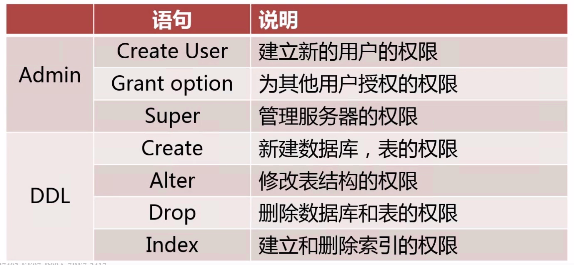 语句 说明
Admin
Create User 建立新的用户的权限
Grant option 为其他用户授权的权限
Super 管理服务器的权限
DDL
Create 新建数据库，表的权限
Alter 修改表结构的权限
Drop 删除数据库和表的权限
Index 建立和删除索引的权限